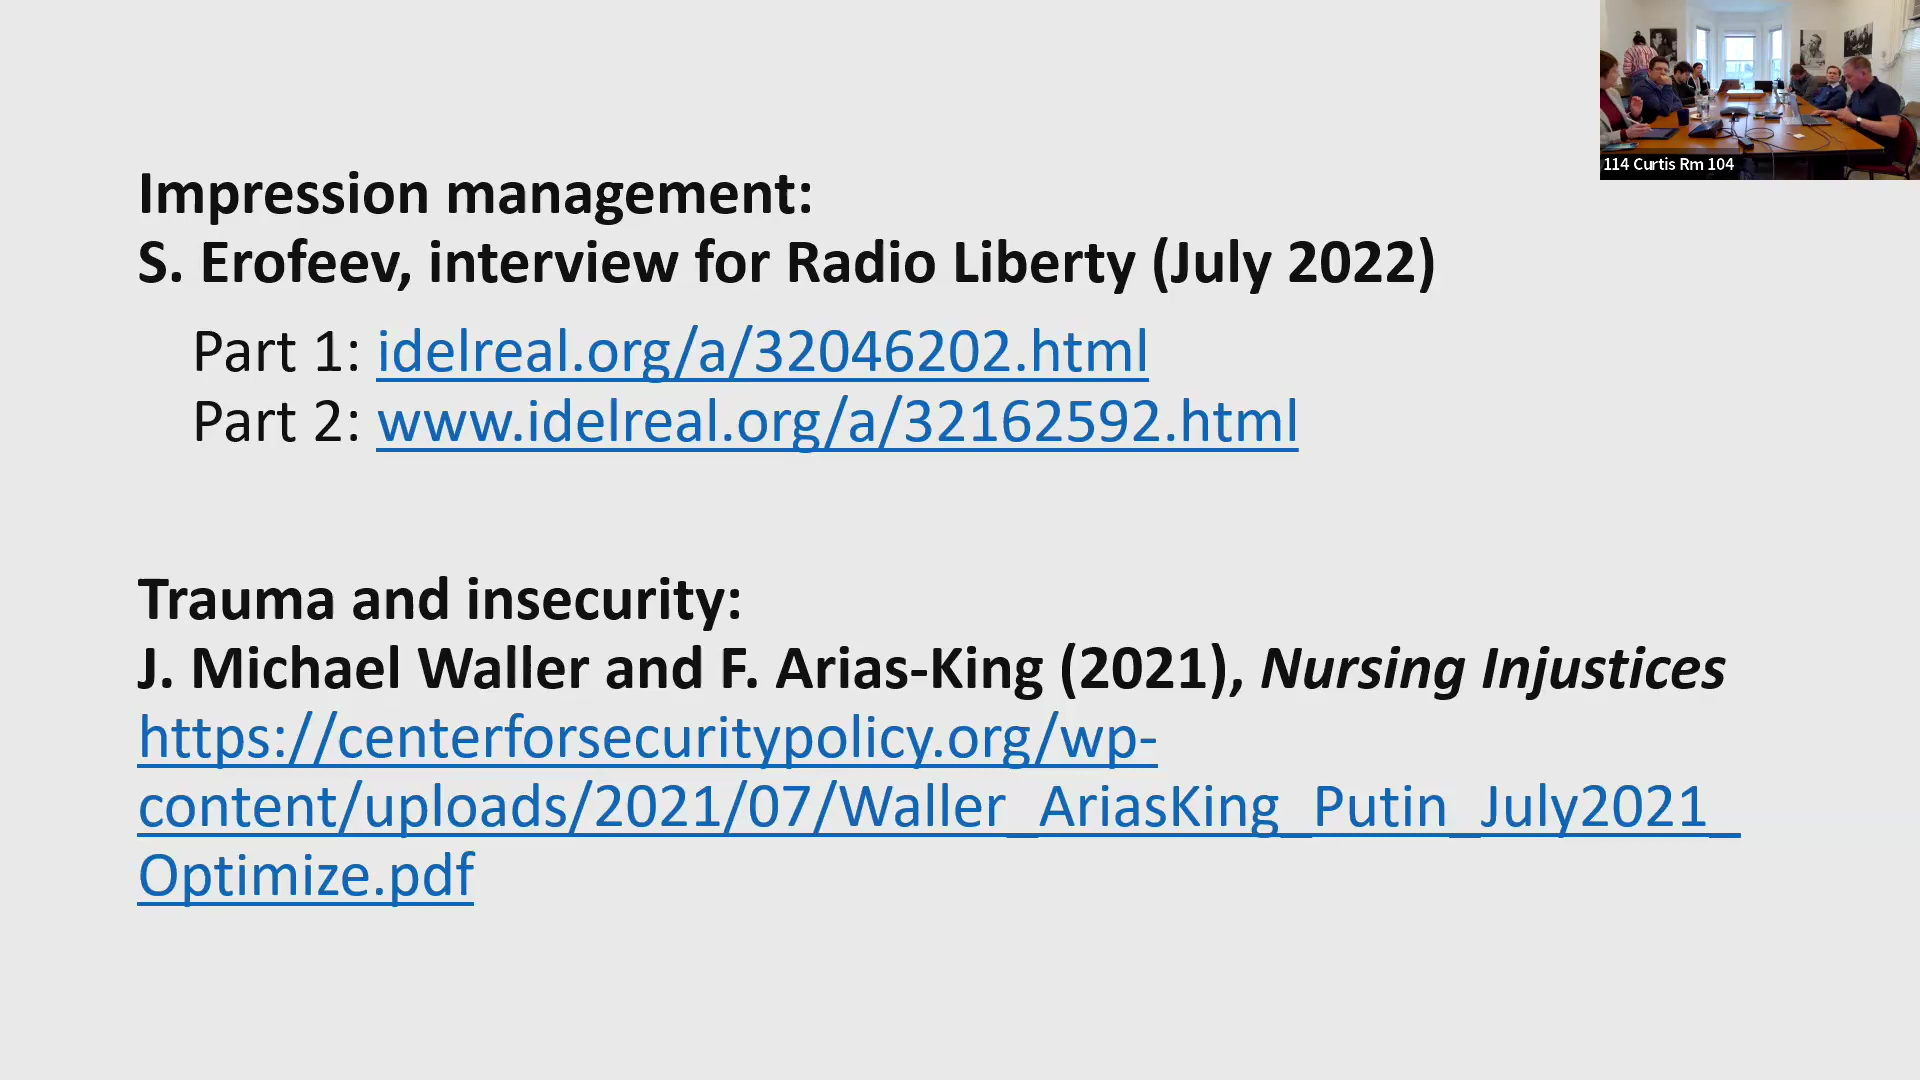 114 Curtis Rm 104
Impression management:
S. Erofeev, interview for Radio Liberty (July 2022)
Part 1: idelreal.org/a/32046202.html
Part 2: www.idelreal.org/a/32162592.html
Trauma and insecurity:
J. Michael Waller and F. Arias-King (2021), Nursing Injustices
https://centerforsecuritypolicy.org/wp-
content/uploads/2021/07/Waller_AriasKing_Putin_July2021_
Optimize.pdf